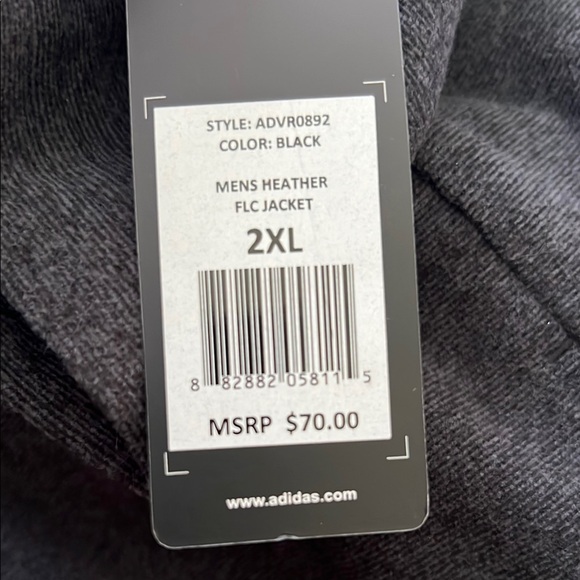 STYLE: ADVR0892
COLOR: BLACK
MENS HEATHER
FLC JACKET
2XL
8 82882 05811 5
MSRP $70.00
www.adidas.com